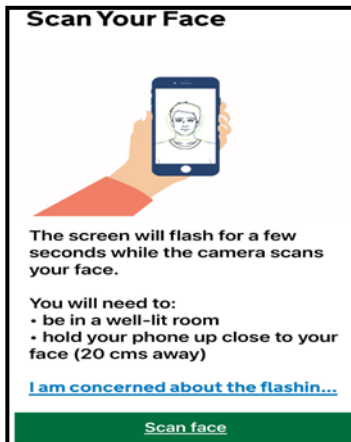 Scan Your Face
The screen will flash for a few
seconds while the camera scans
your face.
You will need to:
• be in a well-lit room
• hold your phone up close to your
face (20 cms away)
I am concerned about the flashin...
Scan face